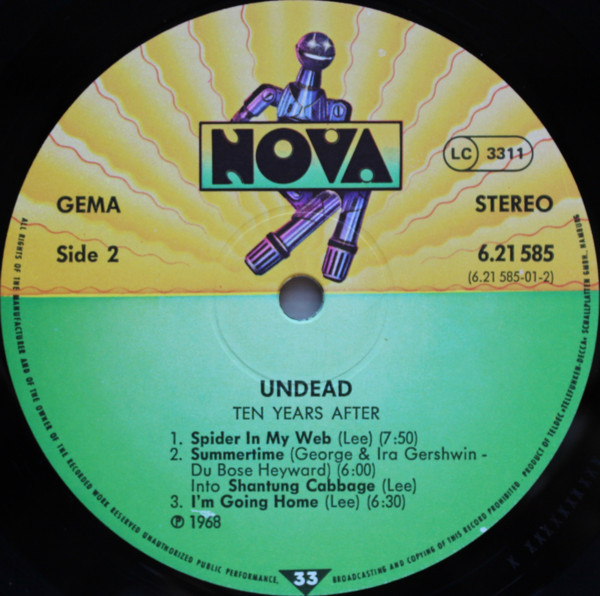 NOVA
LC 3311
GEMA
STEREO
Side 2
6.21 585
(6.21 585-01-2)
UNDEAD
TEN YEARS AFTER
1. Spider In My Web (Lee) (7:50)
2. Summertime (George & Ira Gershwin -
Du Bose Heyward) (6:00)
Into Shantung Cabbage (Lee)
3. I'm Going Home (Lee) (6:30)
℗ 1968
33
ALL RIGHTS OF THE MANUFACTURER AND OF THE OWNER OF THE RECORDED WORK RESERVED UNAUTHORIZED PUBLIC PERFORMANCE, BROADCASTING AND COPYING OF THIS RECORD PROHIBITED PRODUCT OF TELDEC »TELEFUNKEN-DECCA« SCHALLPLATTEN GMBH, HAMBURG